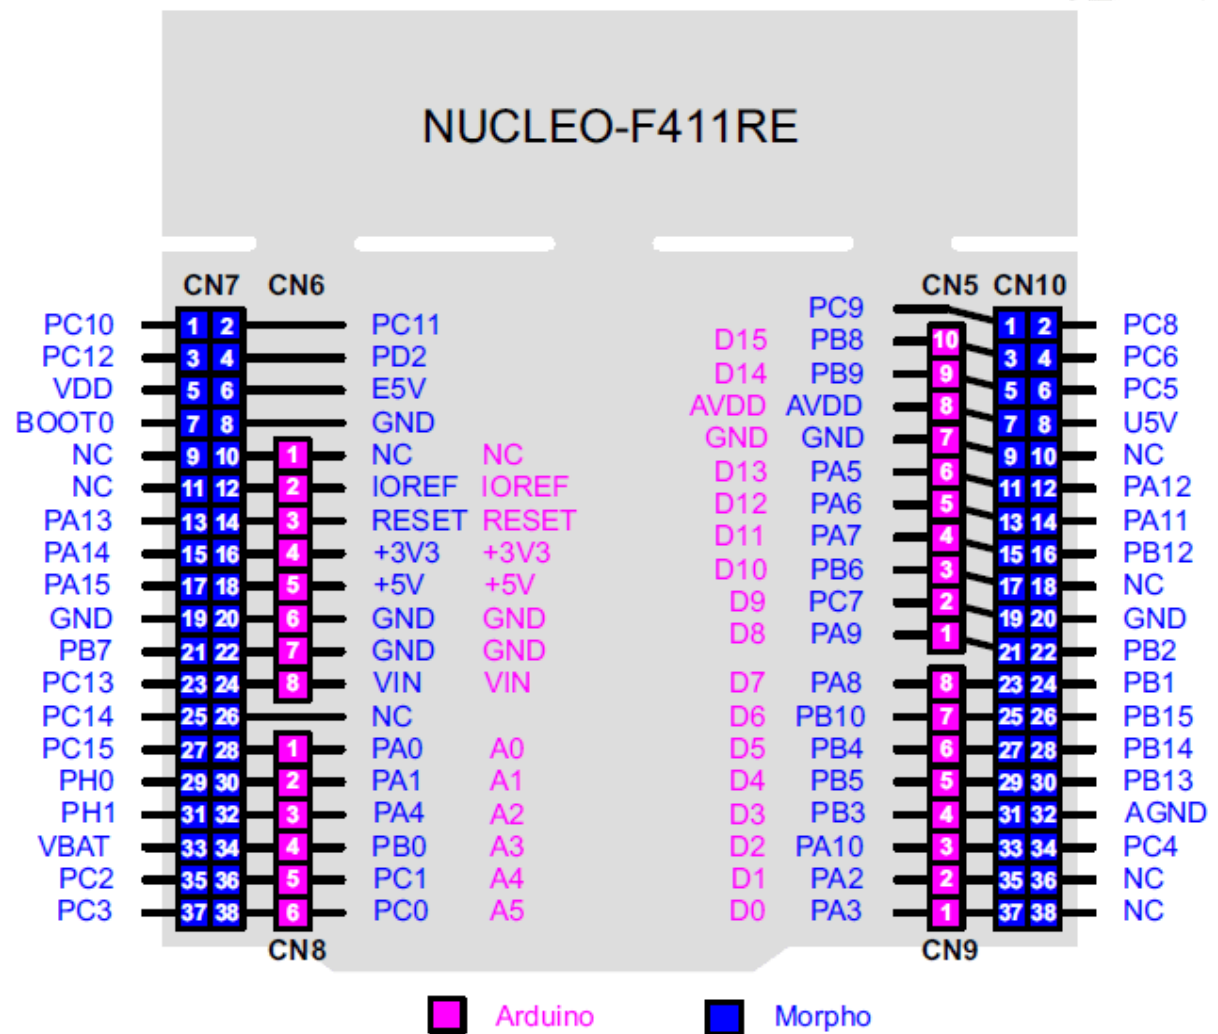 NUCLEO-F411RE
CN7 CN6 CN5 CN10
PC9
PC10 1 2 PC11 1 2 PC8
D15 PB8 10
PC12 3 4 PD2 3 4 PC6
D14 PB9 9
VDD 5 6 E5V 5 6 PC5
AVDD AVDD 8
BOOT0 7 8 GND 7 8 U5V
GND GND 7
NC 9 10 1 NC NC 9 10 NC
D13 PA5 6
NC 11 12 2 IOREF IOREF 11 12 PA12
D12 PA6 5
PA13 13 14 3 RESET RESET 13 14 PA11
D11 PA7 4
PA14 15 16 4 +3V3 +3V3 15 16 PB12
D10 PB6 3
PA15 17 18 5 +5V +5V 17 18 NC
D9 PC7 2
GND 19 20 6 GND GND 19 20 GND
D8 PA9 1
PB7 21 22 7 GND GND 21 22 PB2
PC13 23 24 8 VIN VIN D7 PA8 8 23 24 PB1
PC14 25 26 NC D6 PB10 7 25 26 PB15
PC15 27 28 1 PA0 A0 D5 PB4 6 27 28 PB14
PH0 29 30 2 PA1 A1 D4 PB5 5 29 30 PB13
PH1 31 32 3 PA4 A2 D3 PB3 4 31 32 AGND
VBAT 33 34 4 PB0 A3 D2 PA10 3 33 34 PC4
PC2 35 36 5 PC1 A4 D1 PA2 2 35 36 NC
PC3 37 38 6 PC0 A5 D0 PA3 1 37 38 NC
CN8 CN9
Arduino Morpho